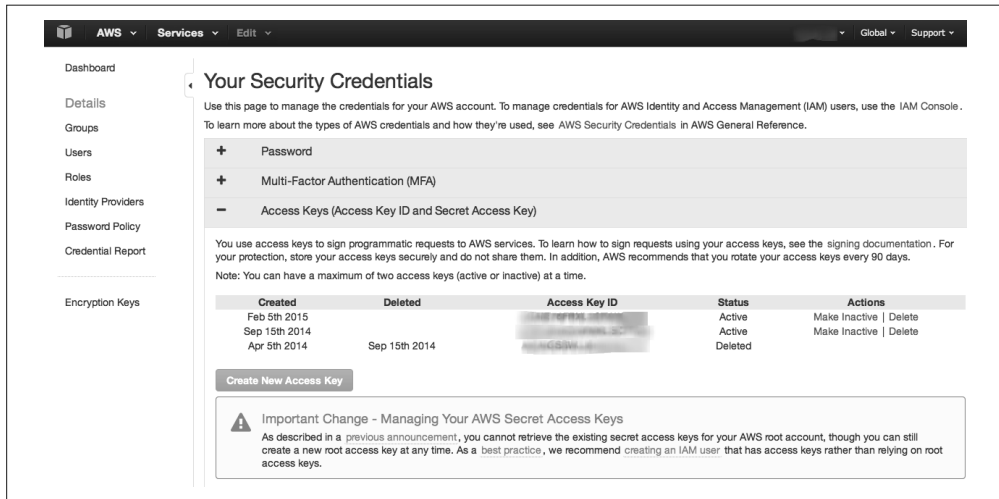 AWS Services Edit Global Support
Dashboard
Details
Groups
Users
Roles
Identity Providers
Password Policy
Credential Report
Encryption Keys
Your Security Credentials
Use this page to manage the credentials for your AWS account. To manage credentials for AWS Identity and Access Management (IAM) users, use the IAM Console.
To learn more about the types of AWS credentials and how they're used, see AWS Security Credentials in AWS General Reference.
+ Password
+ Multi-Factor Authentication (MFA)
− Access Keys (Access Key ID and Secret Access Key)
You use access keys to sign programmatic requests to AWS services. To learn how to sign requests using your access keys, see the signing documentation. For
your protection, store your access keys securely and do not share them. In addition, AWS recommends that you rotate your access keys every 90 days.
Note: You can have a maximum of two access keys (active or inactive) at a time.
Created Deleted Access Key ID Status Actions
Feb 5th 2015 Active Make Inactive | Delete
Sep 15th 2014 Active Make Inactive | Delete
Apr 5th 2014 Sep 15th 2014 Deleted
Create New Access Key
Important Change - Managing Your AWS Secret Access Keys
As described in a previous announcement, you cannot retrieve the existing secret access keys for your AWS root account, though you can still
create a new root access key at any time. As a best practice, we recommend creating an IAM user that has access keys rather than relying on root
access keys.